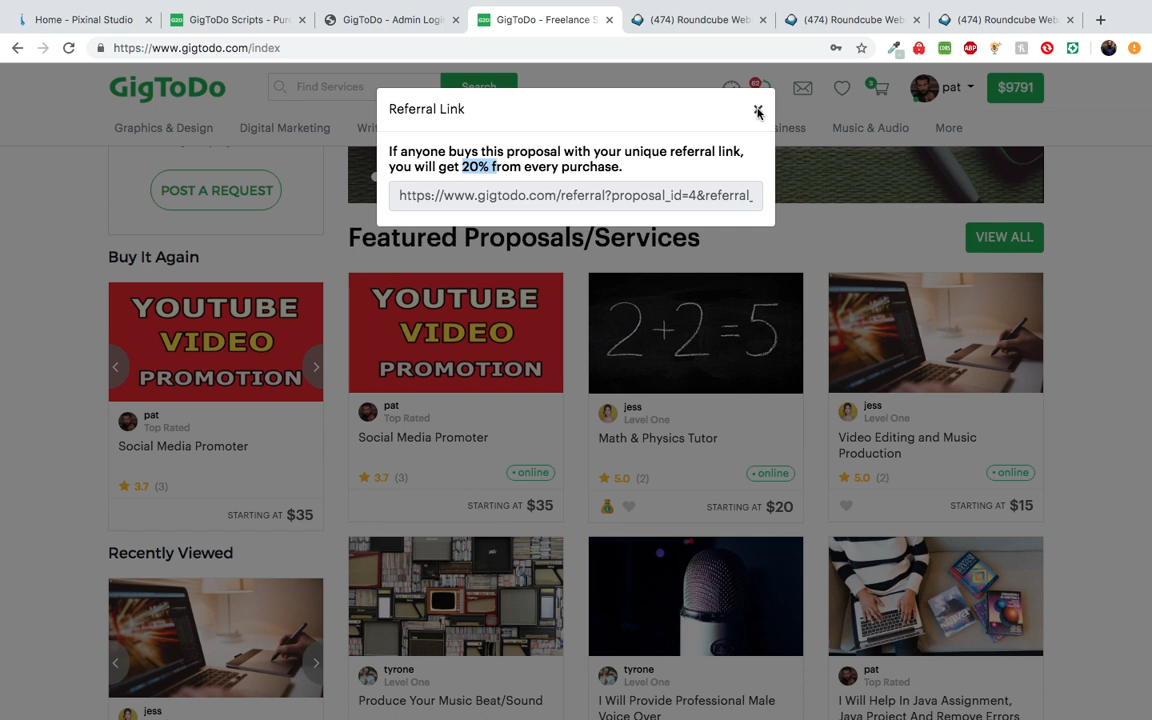 Home - Pixinal Studio
GigToDo Scripts - Pur
GigToDo - Admin Logi
GigToDo - Freelance S
(474) Roundcube Web
(474) Roundcube Web
(474) Roundcube Web
https://www.gigtodo.com/index
GigToDo
Find Services
Search
62
3
pat
$9791
Graphics & Design
Digital Marketing
Writ
siness
Music & Audio
More
Referral Link
If anyone buys this proposal with your unique referral link,
you will get 20% from every purchase.
https://www.gigtodo.com/referral?proposal_id=4&referral_
POST A REQUEST
Featured Proposals/Services
VIEW ALL
Buy It Again
YOUTUBE
VIDEO
PROMOTION
pat
Top Rated
Social Media Promoter
3.7 (3)
STARTING AT $35
YOUTUBE
VIDEO
PROMOTION
pat
Top Rated
Social Media Promoter
3.7 (3)
online
STARTING AT $35
2+2=5
jess
Level One
Math & Physics Tutor
5.0 (2)
online
STARTING AT $20
jess
Level One
Video Editing and Music
Production
5.0 (2)
online
STARTING AT $15
Recently Viewed
jess
tyrone
Level One
Produce Your Music Beat/Sound
tyrone
Level One
I Will Provide Professional Male
Voice Over
pat
Top Rated
I Will Help In Java Assignment,
Java Project And Remove Errors